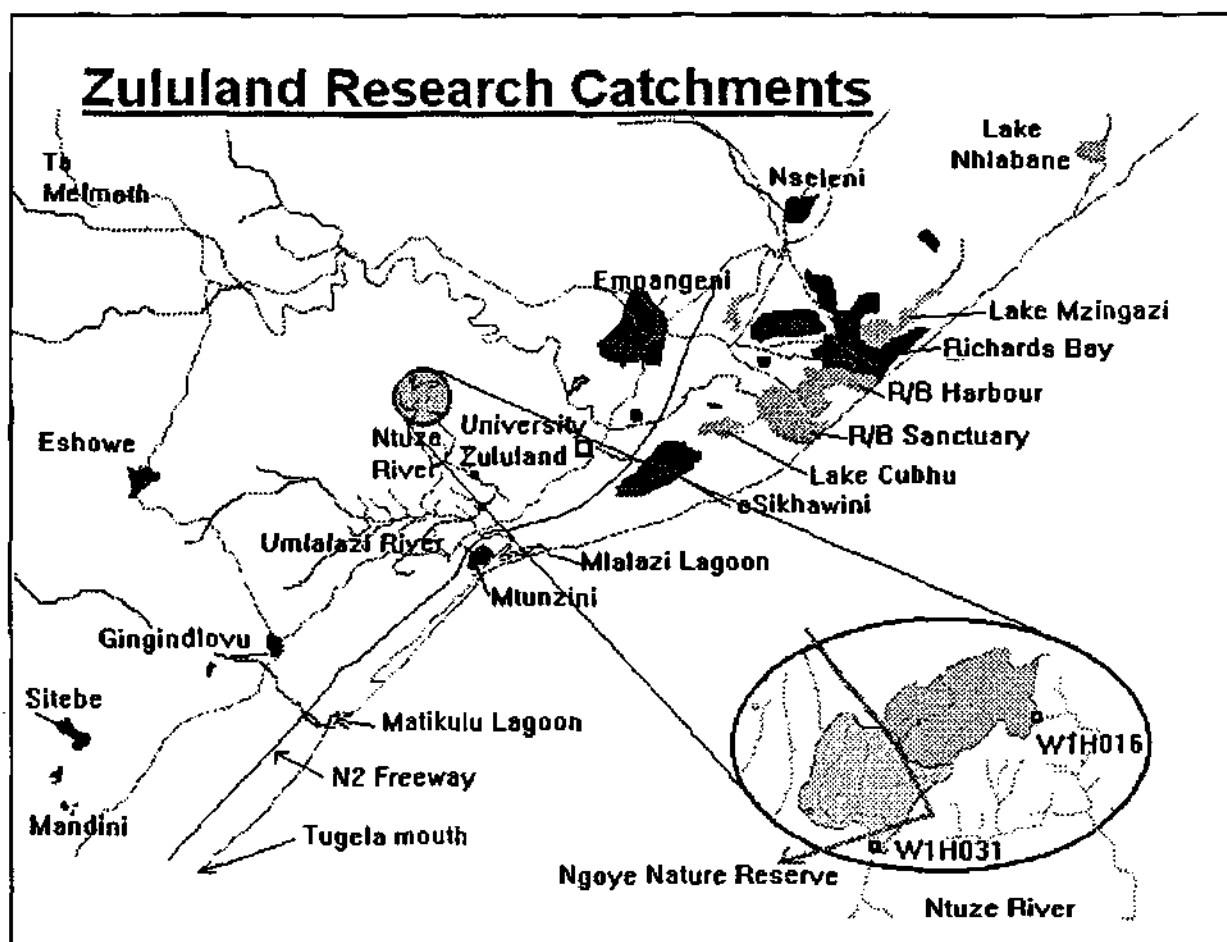 Zululand Research Catchments
Lake
Nhlabane
To
Melmoth
Nseleni
Empangeni
Lake Mzingazi
Richards Bay
R/B Harbour
Eshowe
Ntuze
River
University
Zululand
R/B Sanctuary
Lake Cubhu
eSikhawini
Umlalazi River
Mlalazi Lagoon
Mtunzini
Gingindlovu
Sitebe
Matikulu Lagoon
W1H016
N2 Freeway
Mandini
Tugela mouth
W1H031
Ngoye Nature Reserve
Ntuze River